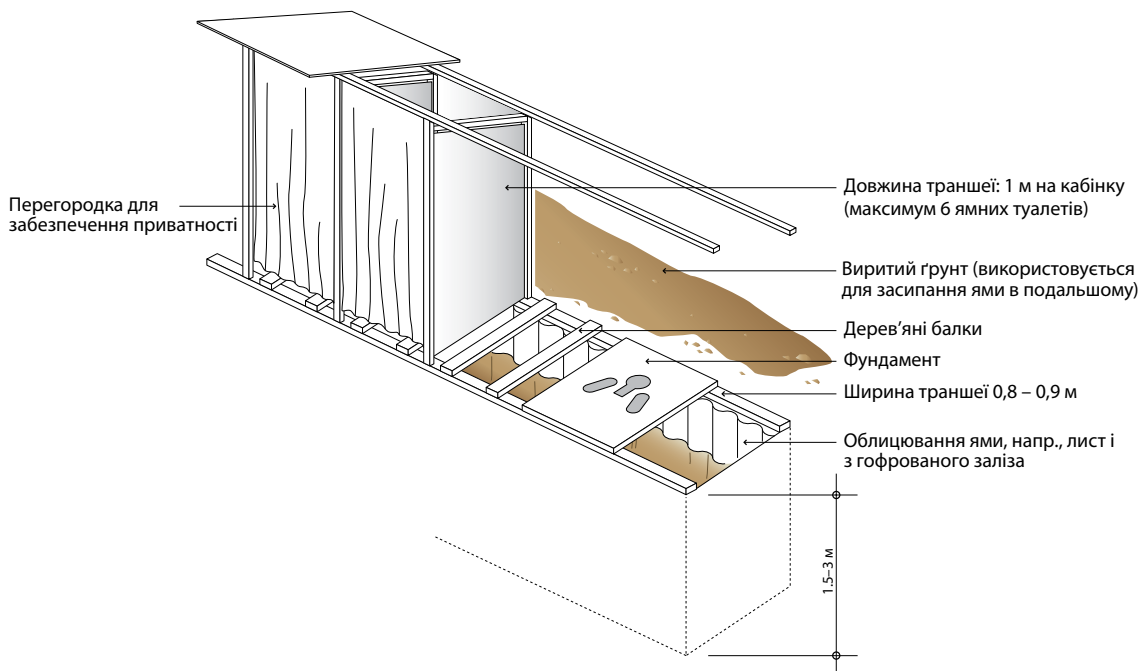 Перегородка для
забезпечення приватності
Довжина траншеї: 1 м на кабінку
(максимум 6 ямних туалетів)
Виритий ґрунт (використовується
для засипання ями в подальшому)
Дерев’яні балки
Фундамент
Ширина траншеї 0,8 – 0,9 м
Облицювання ями, напр., лист і
з гофрованого заліза
1.5–3 м